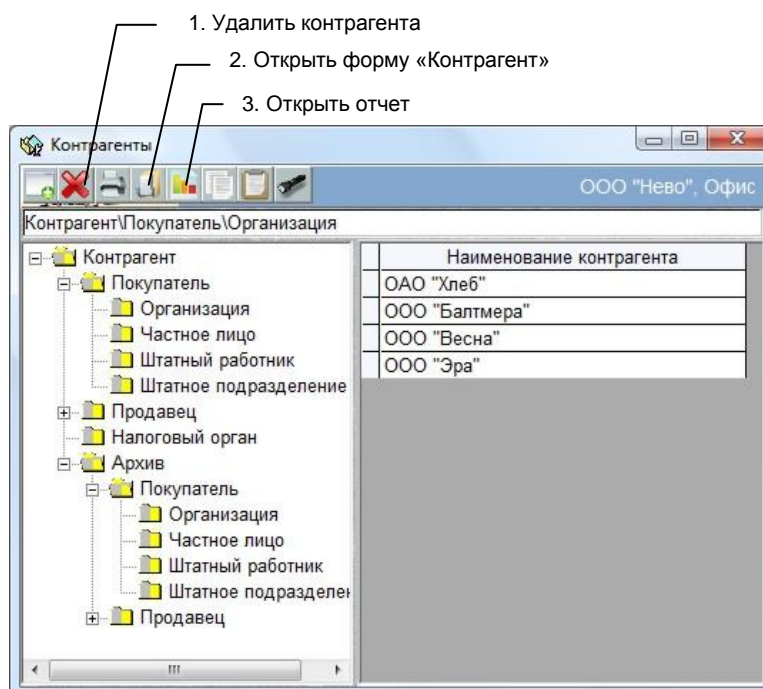 1. Удалить контрагента
2. Открыть форму «Контрагент»
3. Открыть отчет
Контрагенты
ООО "Нево", Офис
Контрагент\Покупатель\Организация
Контрагент
Покупатель
Организация
Частное лицо
Штатный работник
Штатное подразделение
Продавец
Налоговый орган
Архив
Покупатель
Организация
Частное лицо
Штатный работник
Штатное подразделен
Продавец
Наименование контрагента
ОАО "Хлеб"
ООО "Балтмера"
ООО "Весна"
ООО "Эра"